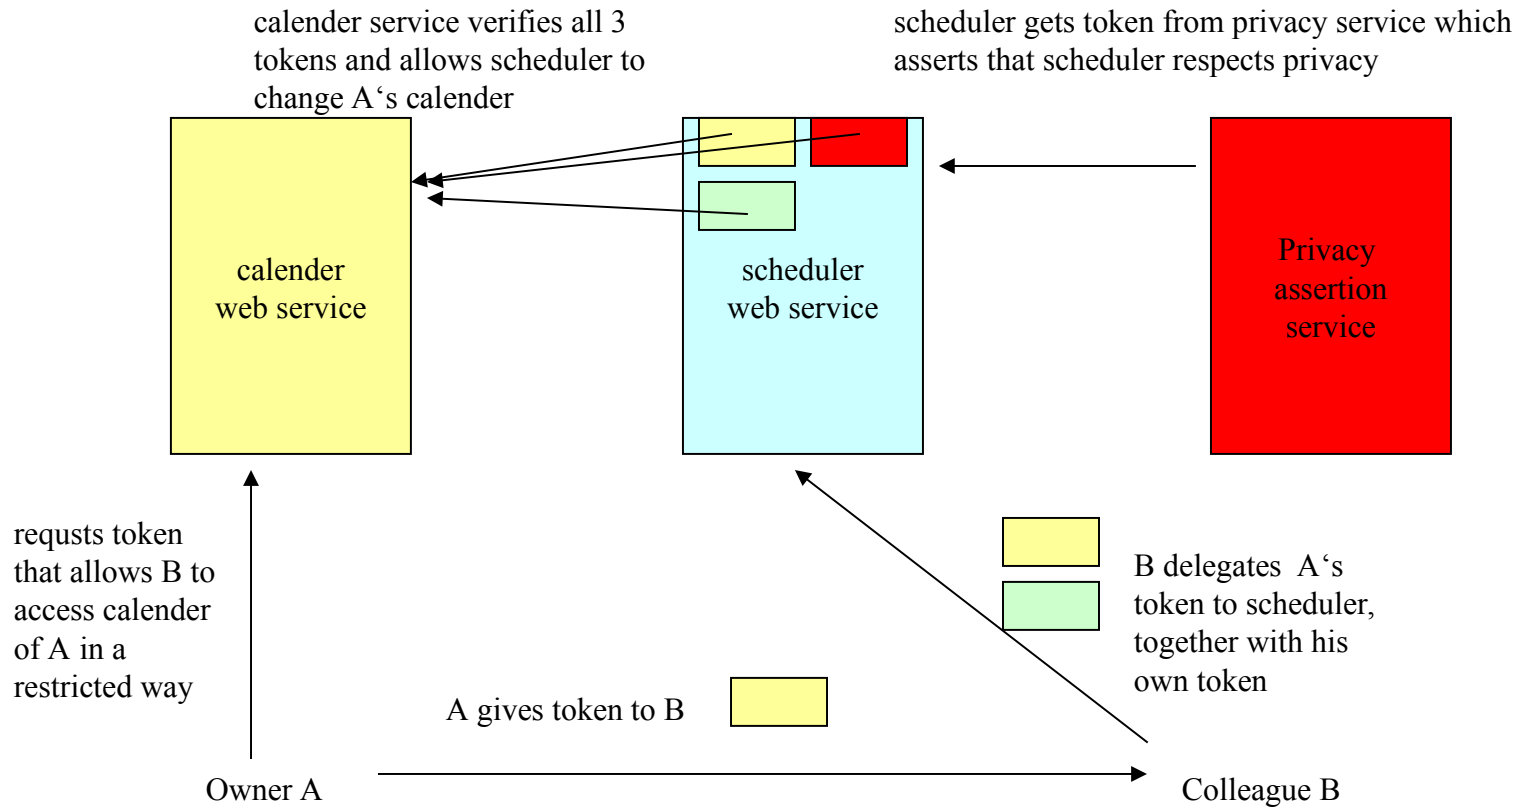 calender service verifies all 3
tokens and allows scheduler to
change A‘s calender
scheduler gets token from privacy service which
asserts that scheduler respects privacy
calender
web service
scheduler
web service
Privacy
assertion
service
requsts token
that allows B to
access calender
of A in a
restricted way
B delegates A‘s
token to scheduler,
together with his
own token
A gives token to B
Owner A
Colleague B